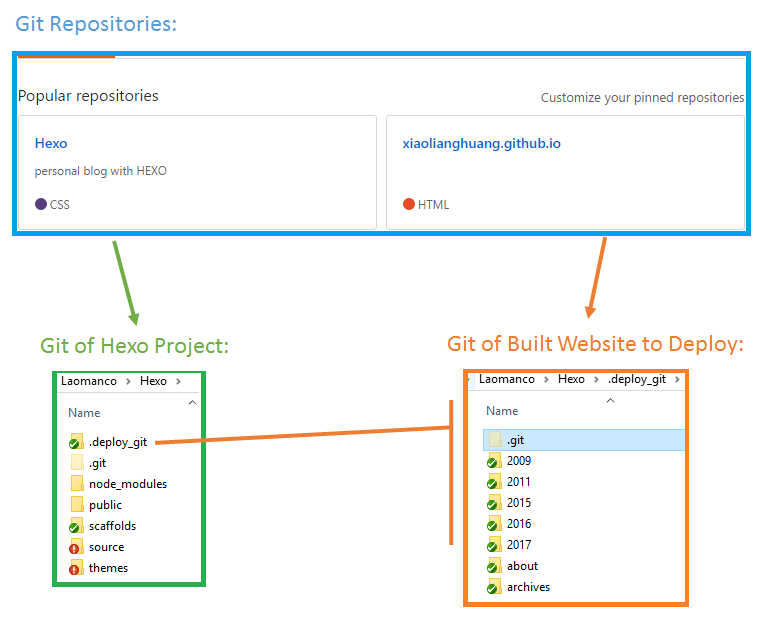 Git Repositories:
Popular repositories
Customize your pinned repositories
Hexo
personal blog with HEXO
CSS
xiaolianghuang.github.io
HTML
Git of Hexo Project:
Laomanco > Hexo >
Name
.deploy_git
.git
node_modules
public
scaffolds
source
themes
Git of Built Website to Deploy:
Laomanco > Hexo > .deploy_git >
Name
.git
2009
2011
2015
2016
2017
about
archives